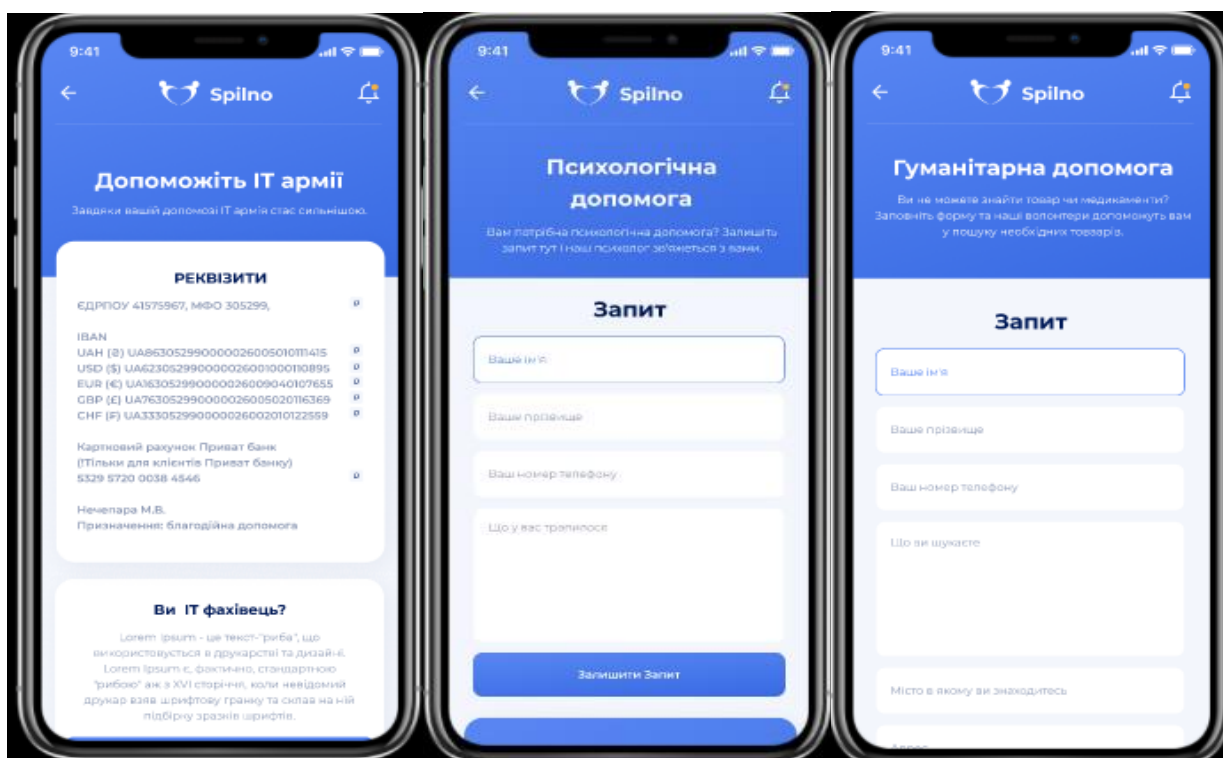 9:41
Spilno
Допоможіть ІТ армії
Завдяки вашій допомозі ІТ армія стає сильнішою.
РЕКВІЗИТИ
ЄДРПОУ 41575967, МФО 305299,
IBAN
UAH (₴) UA863052990000026005010111415
USD ($) UA623052990000026001000110895
EUR (€) UA163052990000026009040107655
GBP (£) UA763052990000026005020116369
CHF (₣) UA333052990000026002010122559
Картковий рахунок Приват банк
(!Тільки для клієнтів Приват банку)
5329 5720 0038 4546
Нечепара М.В.
Призначення: благодійна допомога
Ви ІТ фахівець?
Lorem Ipsum - це текст-"риба", що
використовується в друкарстві та дизайні.
Lorem Ipsum є, фактично, стандартною
"рибою" аж з XVI сторіччя, коли невідомий
друкар взяв шрифтову гранку та склав на ній
підбірку зразків шрифтів.
9:41
Spilno
Психологічна
допомога
Вам потрібна психологічна допомога? Залишіть
запит тут і наш психолог зв'яжеться з вами.
Запит
Ваше ім'я
Ваше прізвище
Ваш номер телефону
Що у вас трапилося
Залишити Запит
9:41
Spilno
Гуманітарна допомога
Ви не можете знайти товар чи медикаменти?
Заповніть форму та наші волонтери допоможуть вам
у пошуку необхідних товварів.
Запит
Ваше ім'я
Ваше прізвище
Ваш номер телефону
Що ви шукаєте
Місто в якому ви знаходитесь